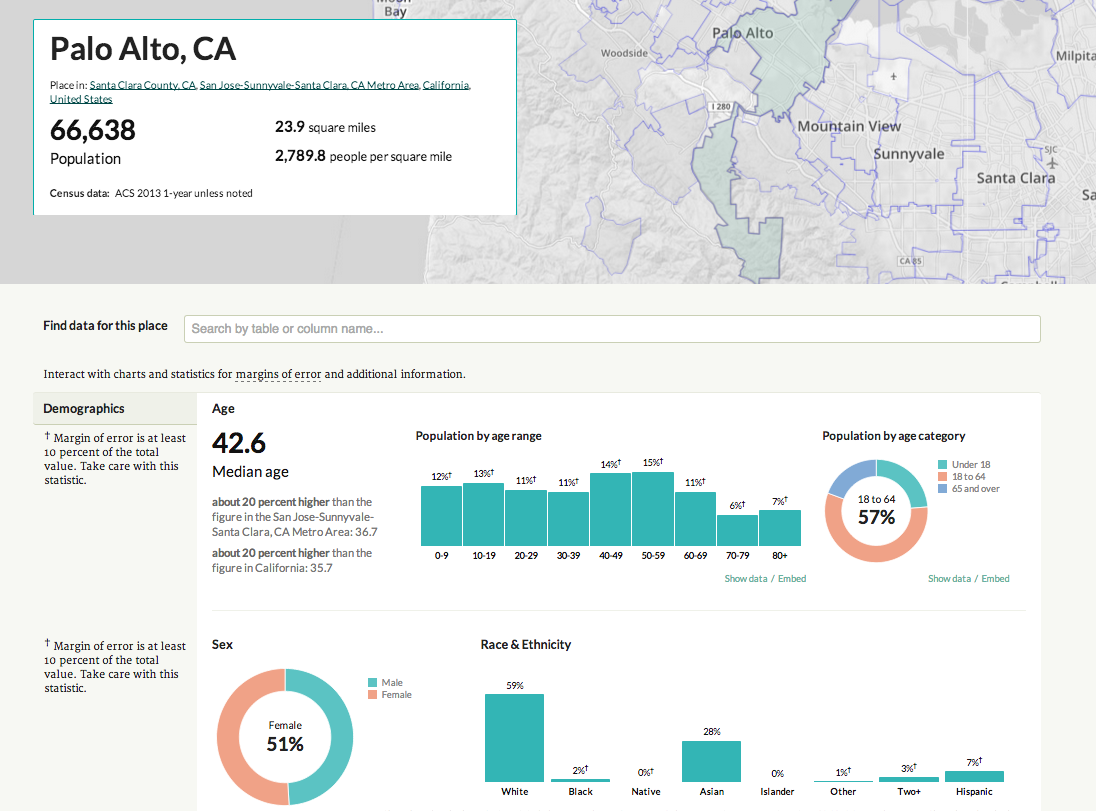 Moon
Bay
Palo Alto
Woodside
Milpita
I 280
Mountain View
Sunnyvale
SJC
Santa Clara
Sa
CA 85
Palo Alto, CA
Place in: Santa Clara County, CA, San Jose-Sunnyvale-Santa Clara, CA Metro Area, California,
United States
66,638
Population
23.9 square miles
2,789.8 people per square mile
Census data: ACS 2013 1-year unless noted
Find data for this place
Search by table or column name...
Interact with charts and statistics for margins of error and additional information.
Demographics
† Margin of error is at least
10 percent of the total
value. Take care with this
statistic.
Age
42.6
Median age
about 20 percent higher than the
figure in the San Jose-Sunnyvale-
Santa Clara, CA Metro Area: 36.7
about 20 percent higher than the
figure in California: 35.7
Population by age range
12%† 13%† 11%† 11%† 14%† 15%† 11%† 6%† 7%†
0-9 10-19 20-29 30-39 40-49 50-59 60-69 70-79 80+
Show data / Embed
Population by age category
Under 18
18 to 64
65 and over
18 to 64
57%
Show data / Embed
† Margin of error is at least
10 percent of the total
value. Take care with this
statistic.
Sex
Male
Female
Female
51%
Race & Ethnicity
59% 2%† 0%† 28% 0% 1%† 3%† 7%†
White Black Native Asian Islander Other Two+ Hispanic